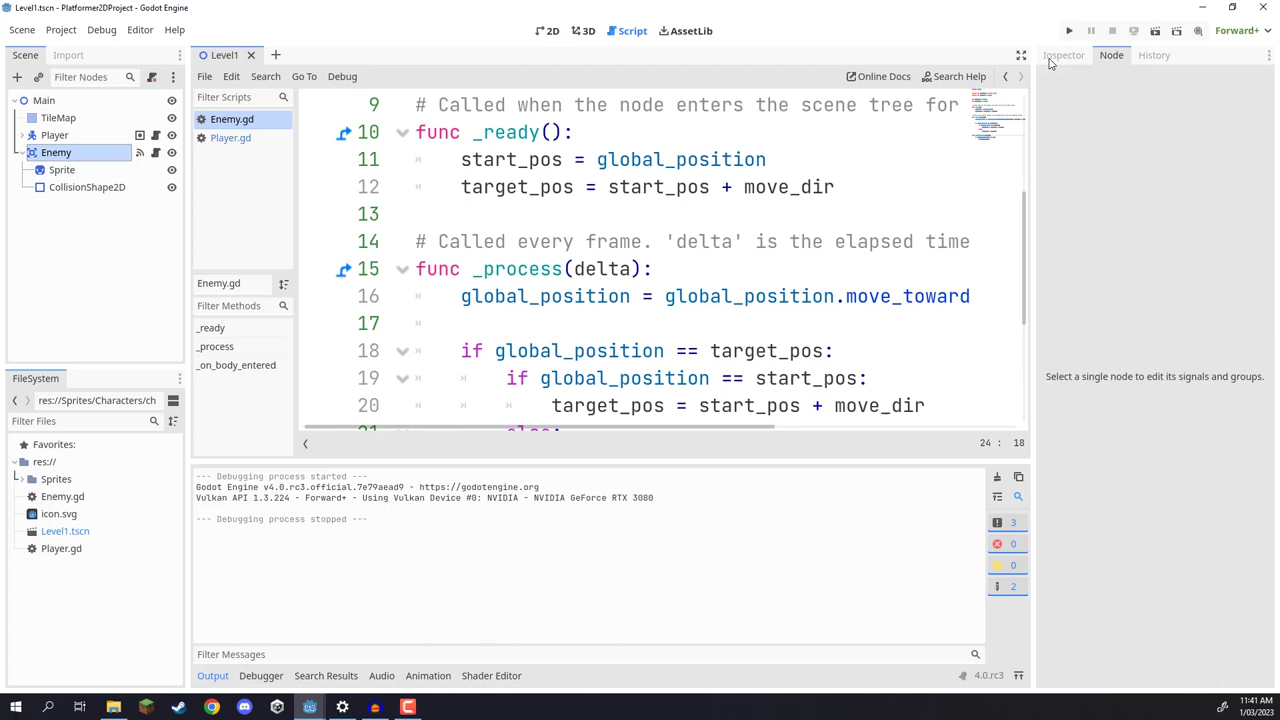 Level1.tscn - Platformer2DProject - Godot Engine
Scene Project Debug Editor Help
2D 3D Script AssetLib
Forward+
Scene Import
Filter Nodes
Main
TileMap
Player
Enemy
Sprite
CollisionShape2D
FileSystem
res://Sprites/Characters/ch
Filter Files
Favorites:
res://
Sprites
Enemy.gd
icon.svg
Level1.tscn
Player.gd
Level1
File Edit Search Go To Debug
Online Docs Search Help
Filter Scripts
Enemy.gd
Player.gd
Enemy.gd
Filter Methods
_ready
_process
_on_body_entered
9 # Called when the node enters the scene tree for
10 func _ready():
11 start_pos = global_position
12 target_pos = start_pos + move_dir
13
14 # Called every frame. 'delta' is the elapsed time
15 func _process(delta):
16 global_position = global_position.move_toward
17
18 if global_position == target_pos:
19 if global_position == start_pos:
20 target_pos = start_pos + move_dir
21 else:
24 : 18
--- Debugging process started ---
Godot Engine v4.0.rc3.official.7e79aead9 - https://godotengine.org
Vulkan API 1.3.224 - Forward+ - Using Vulkan Device #0: NVIDIA - NVIDIA GeForce RTX 3080
--- Debugging process stopped ---
3
0
0
2
Filter Messages
Output Debugger Search Results Audio Animation Shader Editor
4.0.rc3
Inspector Node History
Select a single node to edit its signals and groups.
11:41 AM
1/03/2023